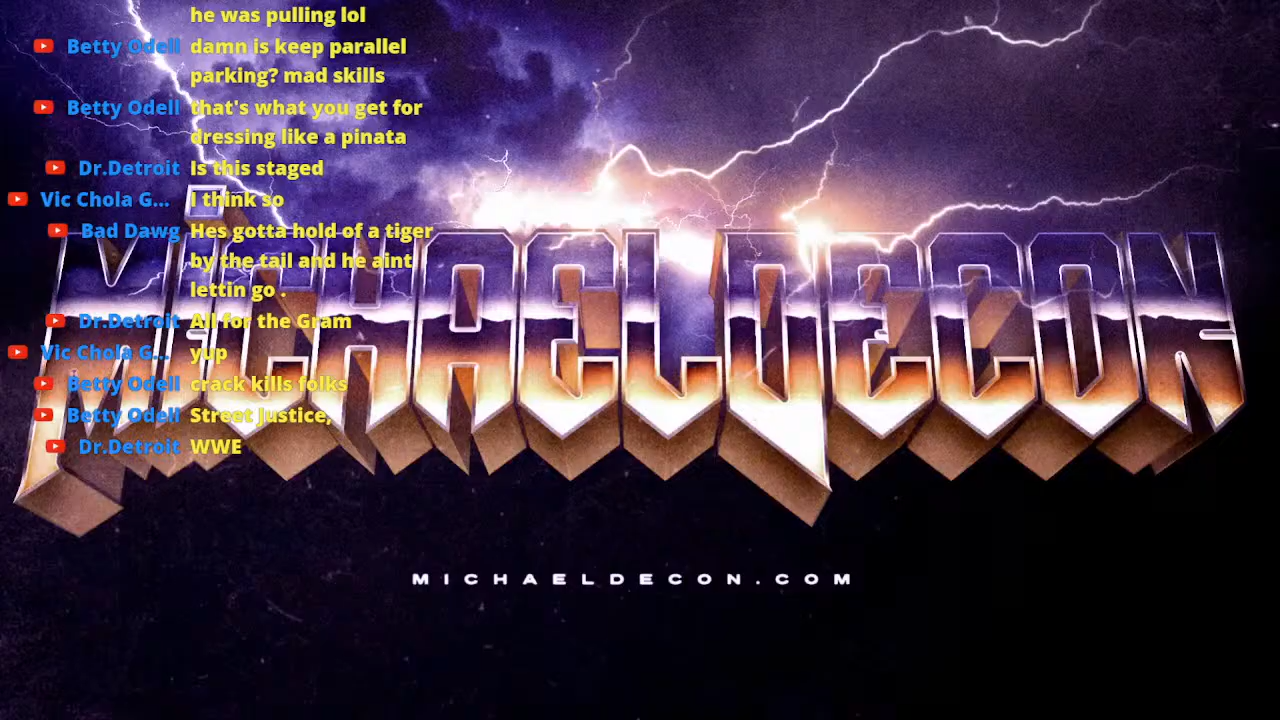 he was pulling lol
Betty Odell damn is keep parallel
parking? mad skills
Betty Odell that's what you get for
dressing like a pinata
Dr.Detroit Is this staged
Vic Chola G... I think so
Bad Dawg Hes gotta hold of a tiger
by the tail and he aint
lettin go .
Dr.Detroit All for the Gram
Vic Chola G... yup
Betty Odell crack kills folks
Betty Odell Street Justice,
Dr.Detroit WWE
MiCHAELDECON
MICHAELDECON.COM